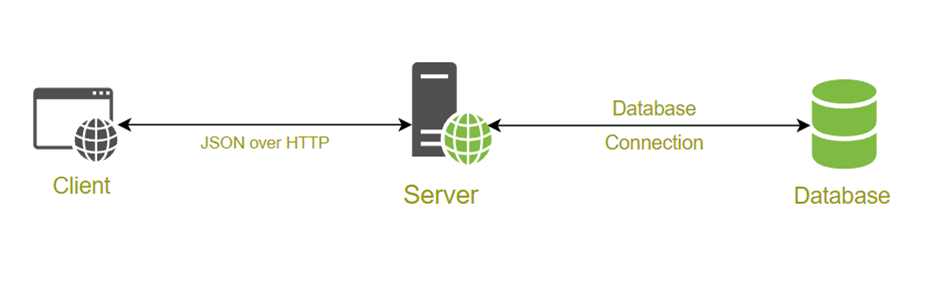 Database
JSON over HTTP
Connection
Client
Server
Database